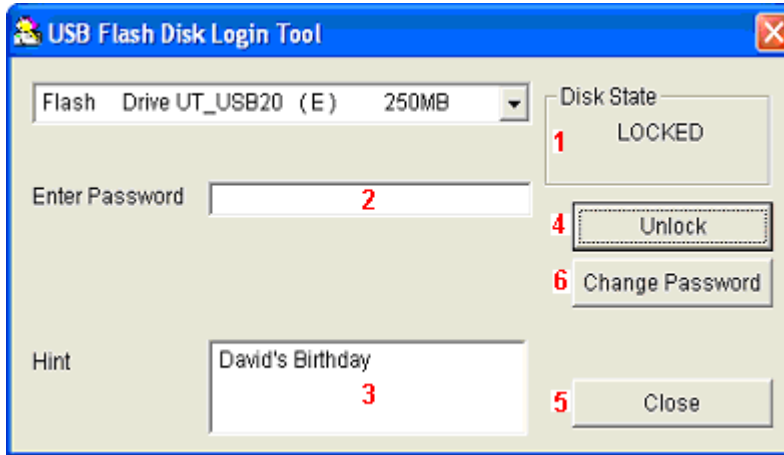 USB Flash Disk Login Tool
Flash Drive UT_USB20 (E) 250MB
Disk State
1 LOCKED
Enter Password 2
4 Unlock
6 Change Password
Hint
David's Birthday
3
5 Close